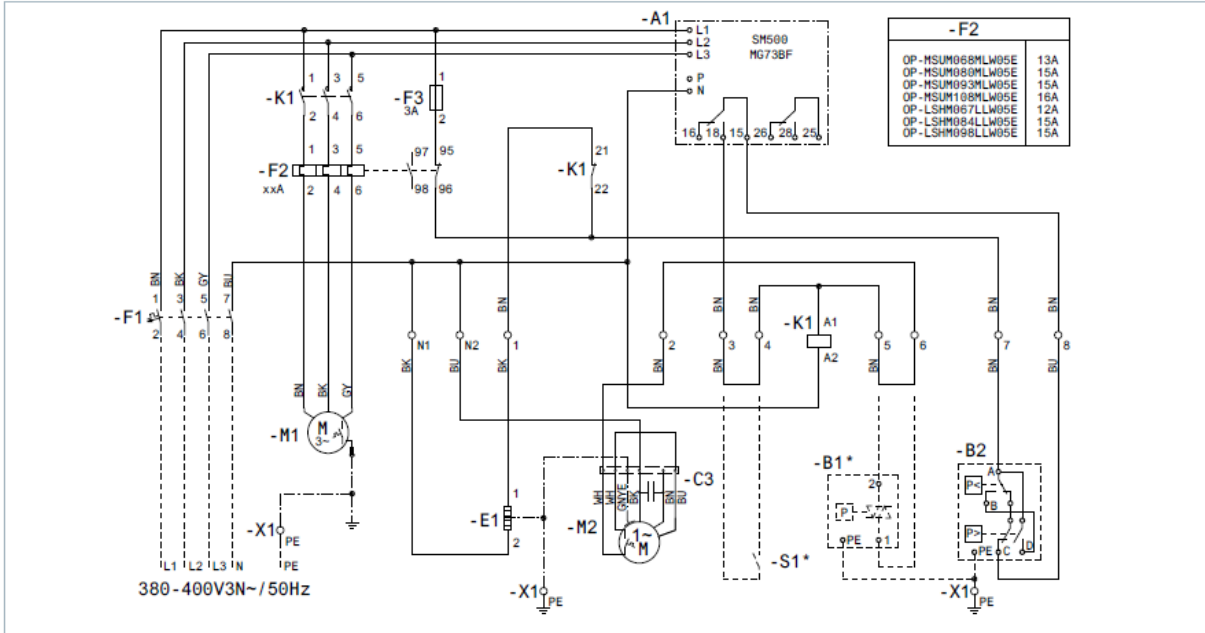 -A1
L1
L2
L3
P
N
SM500
MG73BF
16 18 15 26 28 25
-F2
OP-MSUM068MLW05E 13A
OP-MSUM080MLW05E 15A
OP-MSUM093MLW05E 15A
OP-MSUM108MLW05E 16A
OP-LSHM067LLW05E 12A
OP-LSHM084LLW05E 15A
OP-LSHM098LLW05E 15A
1 3 5
-K1
2 4 6
1
-F3
3A
2
1 3 5
-F2
xxA
2 4 6
97 95
98 96
21
-K1
22
BN BK GY BU
1 3 5 7
-F1
2 4 6 8
BN BN BN BN BN BN
N1 N2 1 2 3 4
-K1 A1
A2
5 6 7 8
BK BU BK BN BN BN BN BN BU
BN BK GY
-M1
M
3~
-X1
PE
PE
L1 L2 L3 N
380-400V3N~/50Hz
1
-E1
2
WH WH GNYE BK BN BU
-C3
-M2
1~
M
-X1
PE
-S1*
-B1*
2
P
PE 1
-B2
A
P<
B
P>
PE C D
-X1
PE